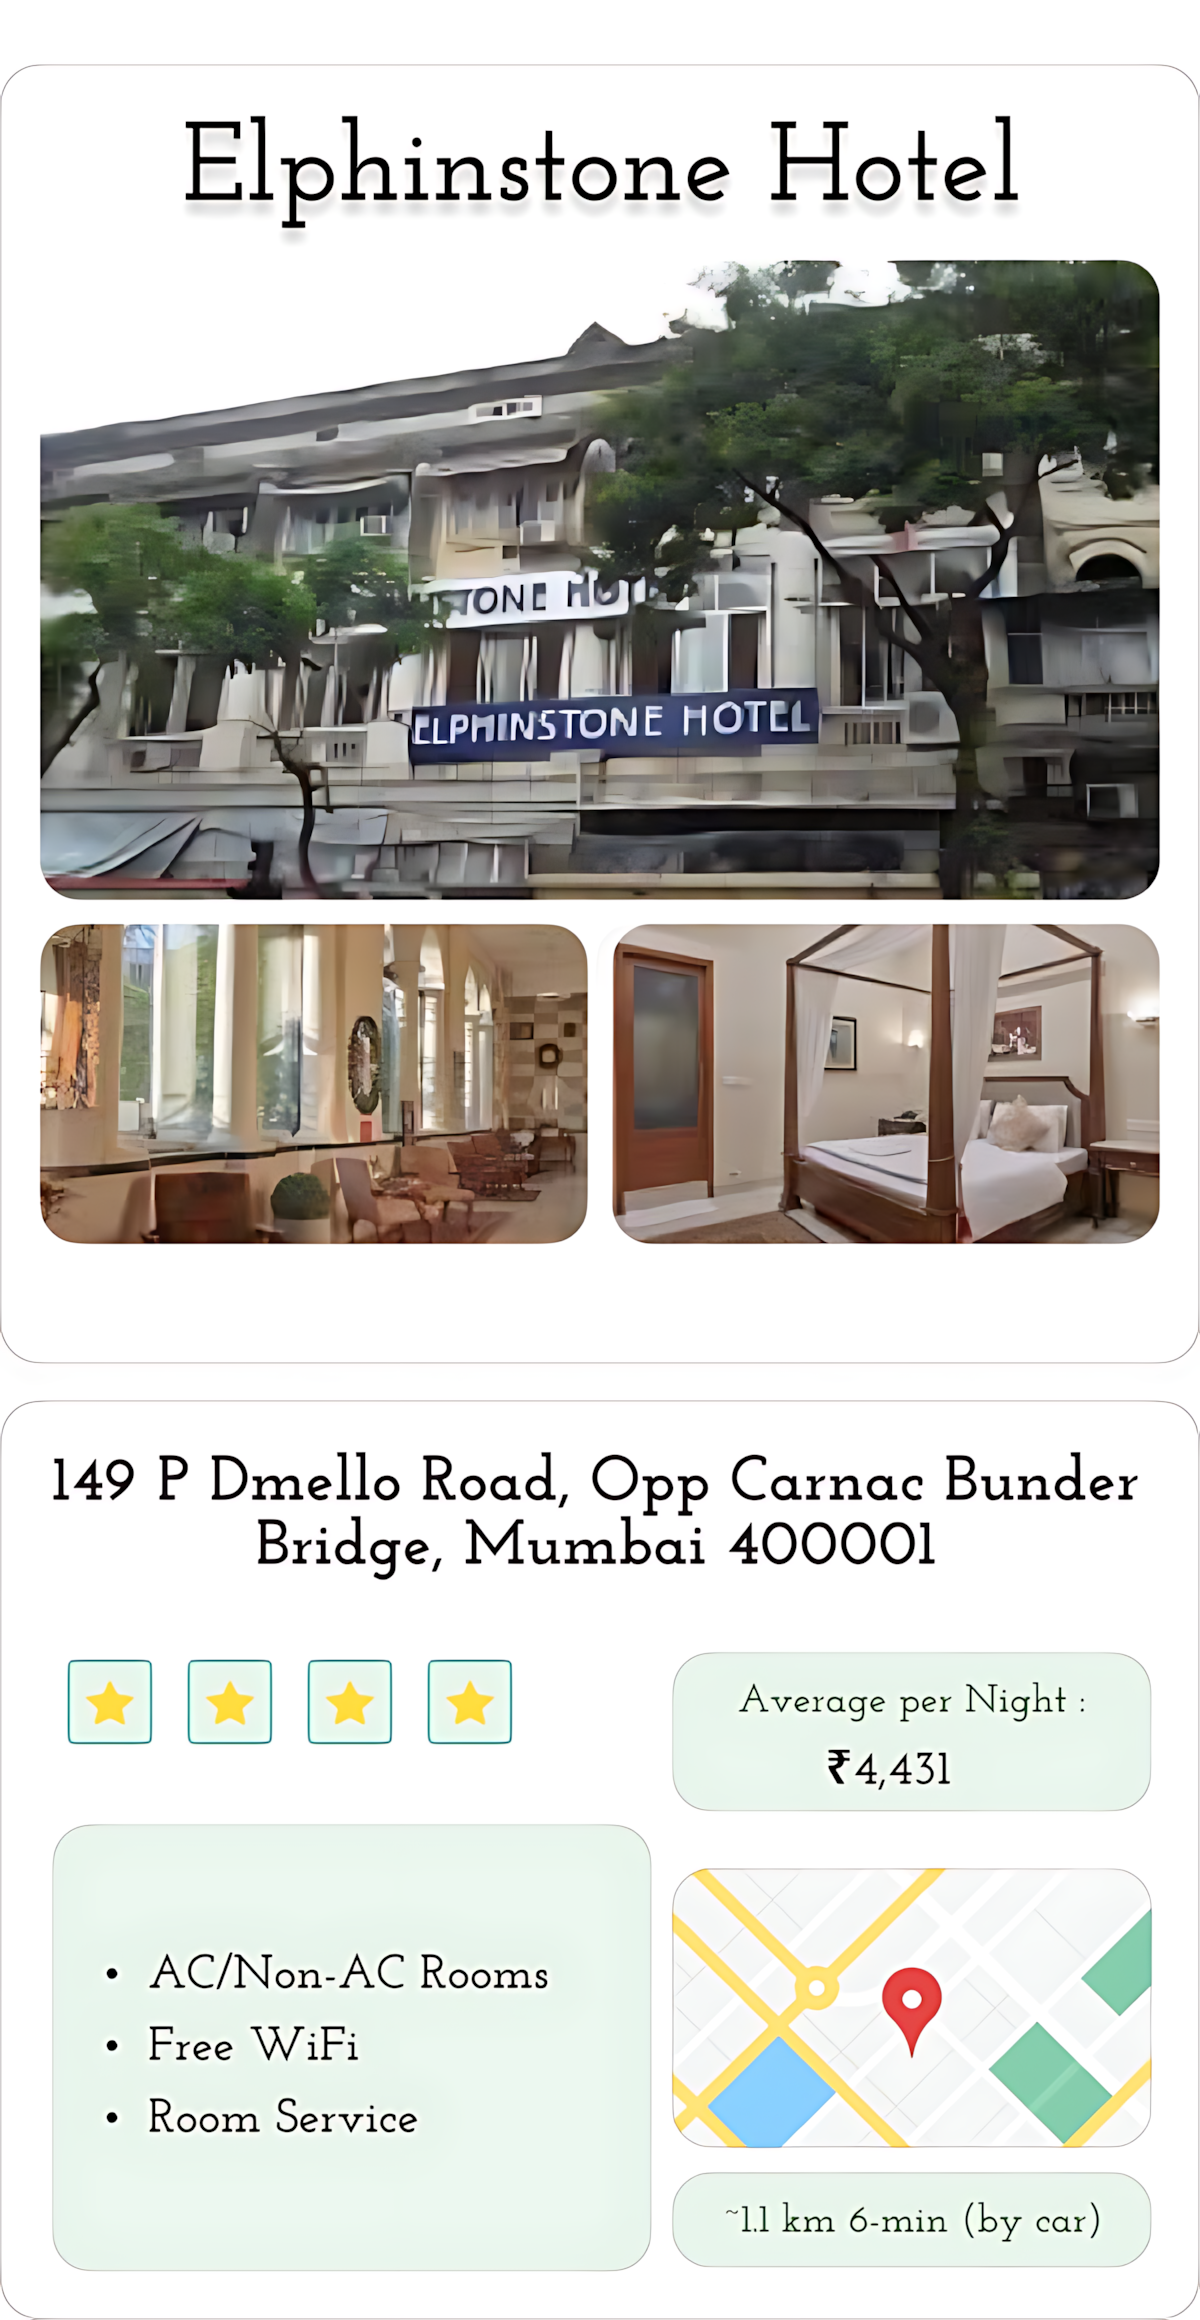 Elphinstone Hotel
TONE HOT
ELPHINSTONE HOTEL
149 P Dmello Road, Opp Carnac Bunder
Bridge, Mumbai 400001
Average per Night :
₹4,431
• AC/Non-AC Rooms
• Free WiFi
• Room Service
~1.1 km 6-min (by car)